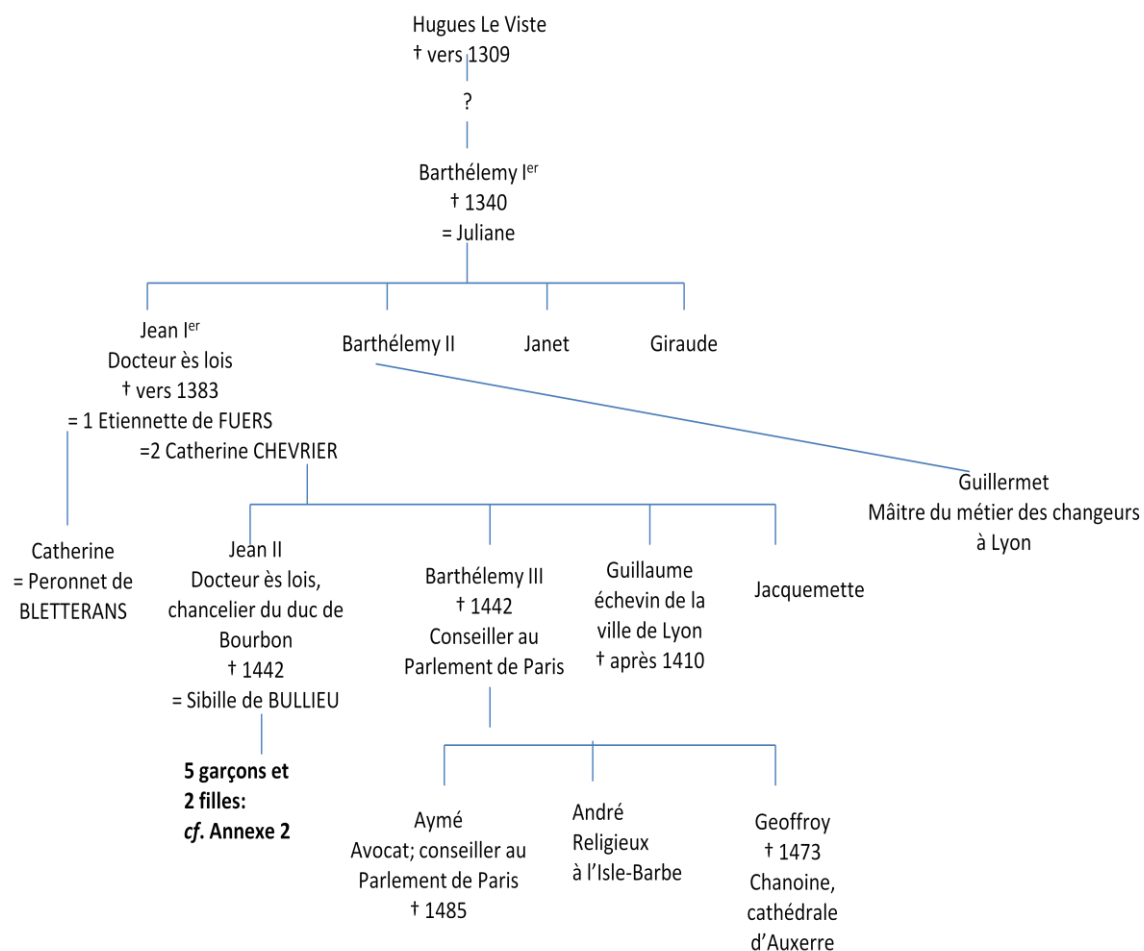 Hugues Le Viste
† vers 1309
?
Barthélemy Ier
† 1340
= Juliane
Jean Ier
Docteur ès lois
† vers 1383
= 1 Etiennette de FUERS
=2 Catherine CHEVRIER
Barthélemy II
Janet
Giraude
Guillermet
Mâitre du métier des changeurs
à Lyon
Catherine
= Peronnet de
BLETTERANS
Jean II
Docteur ès lois,
chancelier du duc de
Bourbon
† 1442
= Sibille de BULLIEU
Barthélemy III
† 1442
Conseiller au
Parlement de Paris
Guillaume
échevin de la
ville de Lyon
† après 1410
Jacquemette
5 garçons et
2 filles:
cf. Annexe 2
Aymé
Avocat; conseiller au
Parlement de Paris
† 1485
André
Religieux
à l'Isle-Barbe
Geoffroy
† 1473
Chanoine,
cathédrale
d'Auxerre